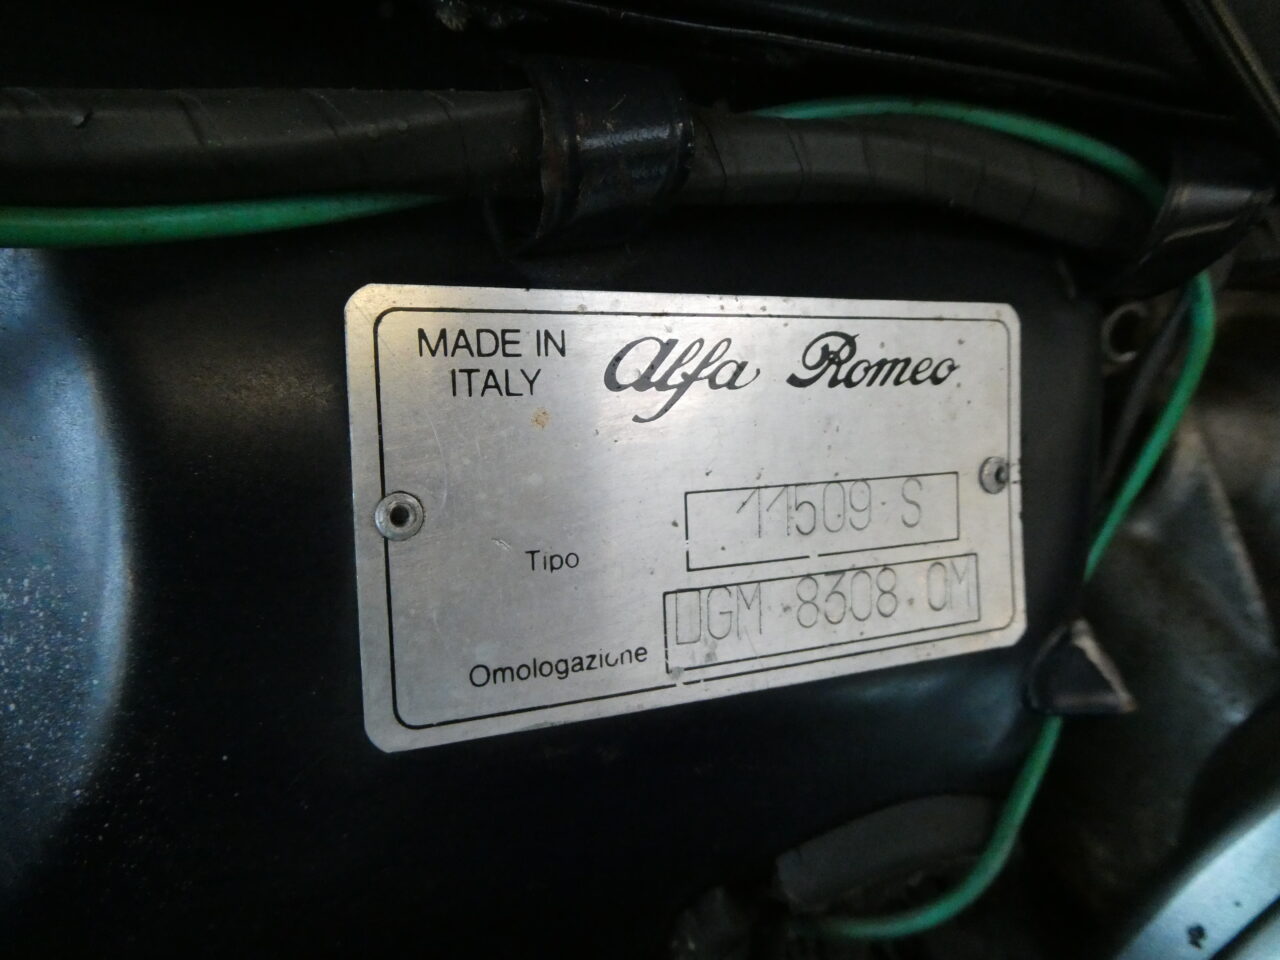 MADE IN
ITALY
Alfa Romeo
Tipo
11509 S
Omologazione
DGM 8308 OM